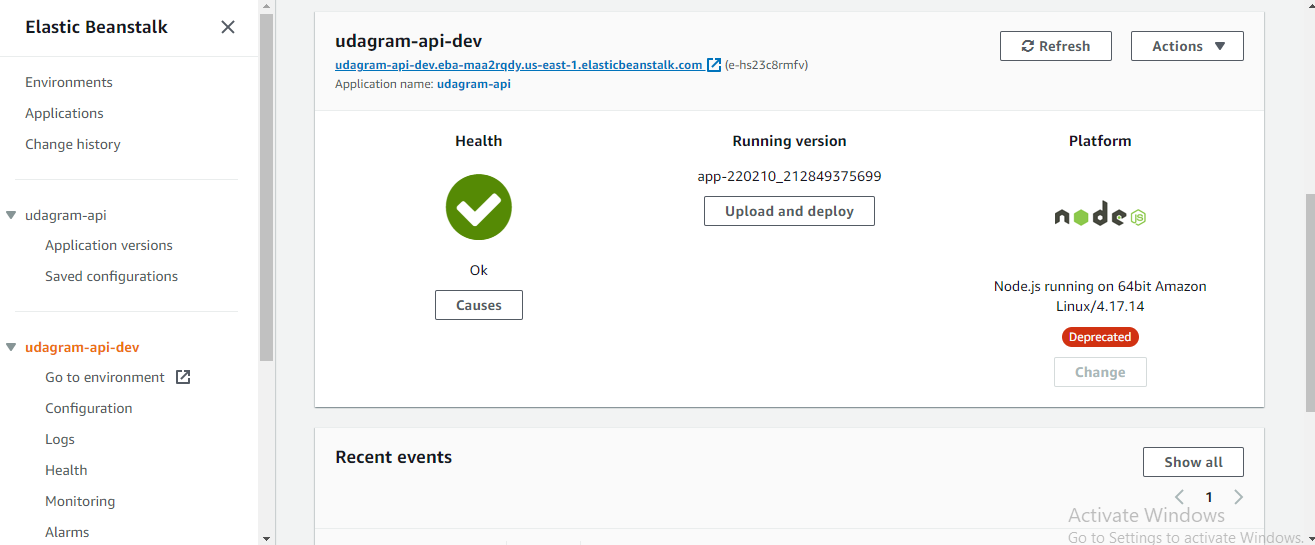 Elastic Beanstalk
Environments
Applications
Change history
udagram-api
Application versions
Saved configurations
udagram-api-dev
Go to environment
Configuration
Logs
Health
Monitoring
Alarms
udagram-api-dev
udagram-api-dev.eba-maa2rqdy.us-east-1.elasticbeanstalk.com (e-hs23c8rmfv)
Application name: udagram-api
Refresh
Actions
Health
Ok
Causes
Running version
app-220210_212849375699
Upload and deploy
Platform
node JS
Node.js running on 64bit Amazon
Linux/4.17.14
Deprecated
Change
Recent events
Show all
1
Activate Windows
Go to Settings to activate Windows.